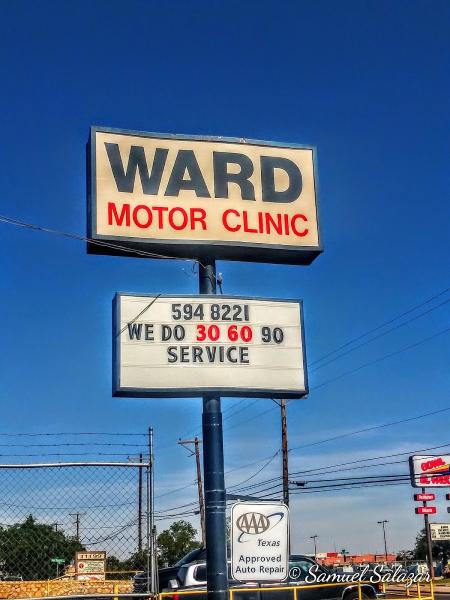 WARD
MOTOR CLINIC
594 8221
WE DO 30 60 90
SERVICE
AAA
Texas
Approved
Auto Repair
© Samuel Salazar